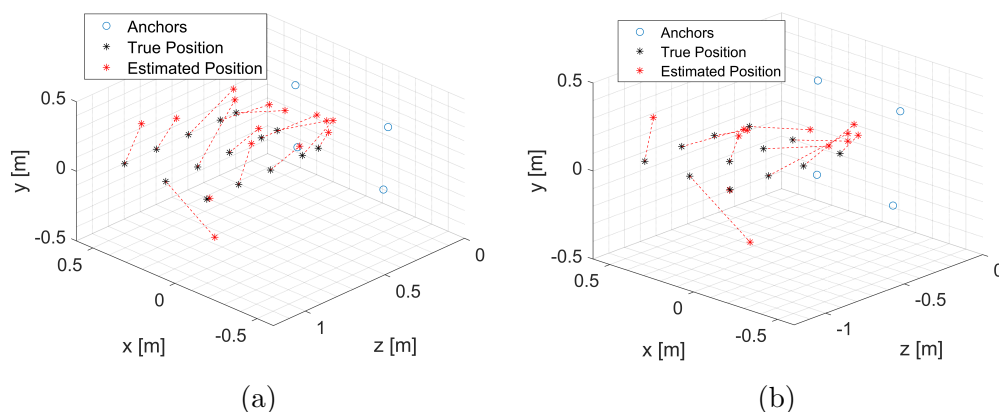 Anchors
True Position
Estimated Position
0.5
0
-0.5
y [m]
0.5
0
-0.5
x [m]
1
0.5
0
z [m]
(a)
Anchors
True Position
Estimated Position
0.5
0
-0.5
y [m]
0.5
0
-0.5
x [m]
-1
-0.5
0
z [m]
(b)